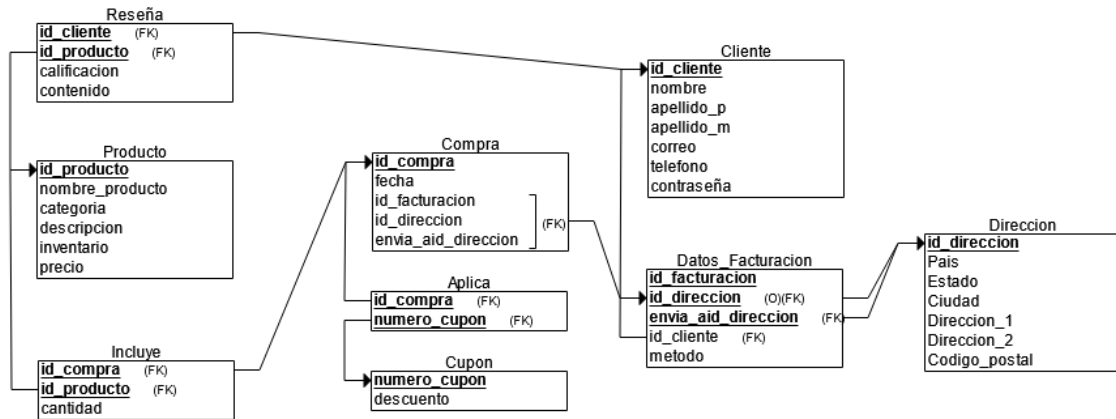 Reseña
id_cliente (FK)
id_producto (FK)
calificacion
contenido
Producto
id_producto
nombre_producto
categoria
descripcion
inventario
precio
Incluye
id_compra (FK)
id_producto (FK)
cantidad
Compra
id_compra
fecha
id_facturacion
id_direccion
envia_aid_direccion
(FK)
Aplica
id_compra (FK)
numero_cupon (FK)
Cupon
numero_cupon
descuento
Cliente
id_cliente
nombre
apellido_p
apellido_m
correo
telefono
contraseña
Datos_Facturacion
id_facturacion
id_direccion (O)(FK)
envia_aid_direccion (FK)
id_cliente (FK)
metodo
Direccion
id_direccion
Pais
Estado
Ciudad
Direccion_1
Direccion_2
Codigo_postal